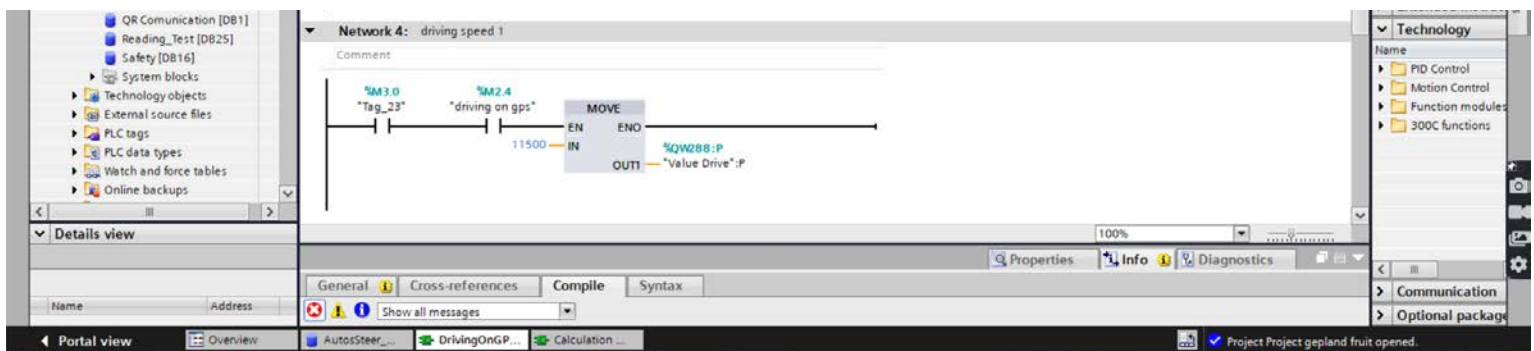 QR Comunication [DB1]
Reading_Test [DB25]
Safety [DB16]
System blocks
Technology objects
External source files
PLC tags
PLC data types
Watch and force tables
Online backups
Details view
Name Address
Network 4: driving speed 1
Comment
%M3.0 %M2.4
"Tag_23" "driving on gps" MOVE
EN ENO
11500 IN %QW288:P
OUT1 "Value Drive":P
100%
Properties Info Diagnostics
General Cross-references Compile Syntax
Show all messages
Technology
Name
PID Control
Motion Control
Function modules
300C functions
Communication
Optional package
Portal view Overview AutosSteer_... DrivingOnGP... Calculation ... Project Project gepland fruit opened.